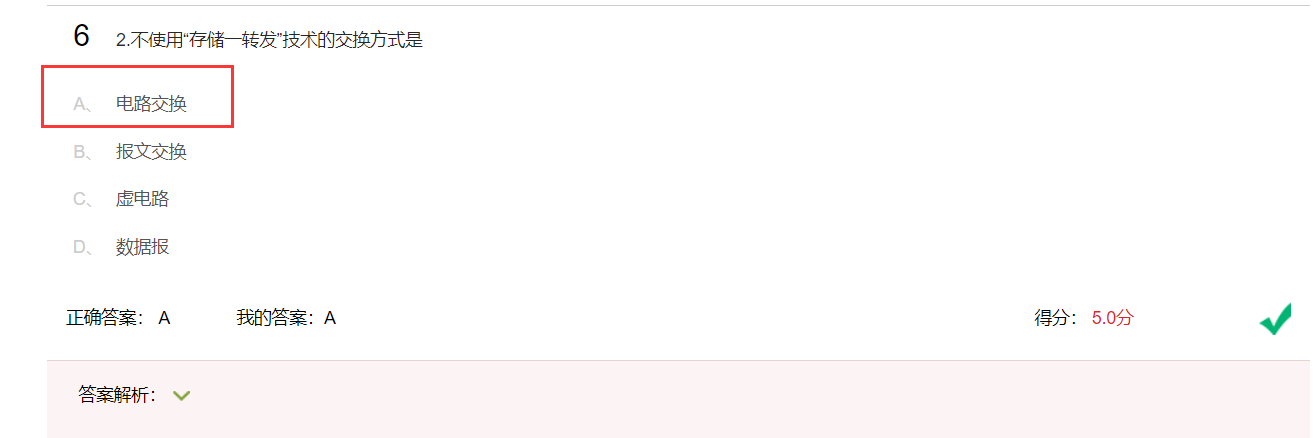 6 2.不使用“存储一转发”技术的交换方式是
A、 电路交换
B、 报文交换
C、 虚电路
D、 数据报
正确答案： A 我的答案：A 得分： 5.0分
答案解析：